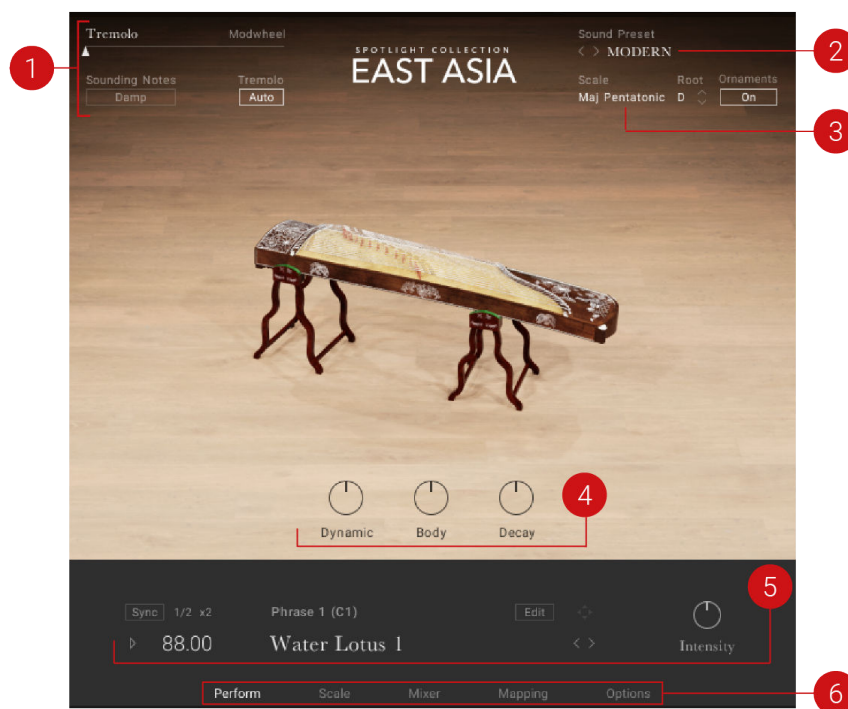 Tremolo Modwheel
Sounding Notes Tremolo
Damp Auto
1
SPOTLIGHT COLLECTION
EAST ASIA
Sound Preset
< > MODERN
2
Scale Root Ornaments
Maj Pentatonic D On
3
4
Dynamic Body Decay
5
Sync 1/2 x2 Phrase 1 (C1) Edit
88.00 Water Lotus 1 < > Intensity
Perform Scale Mixer Mapping Options
6